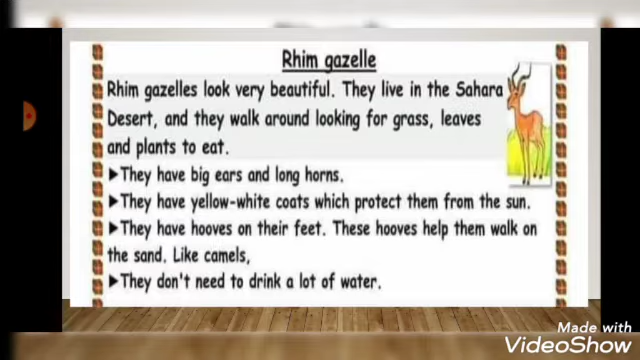 Rhim gazelle
Rhim gazelles look very beautiful. They live in the Sahara
Desert, and they walk around looking for grass, leaves
and plants to eat.
▶They have big ears and long horns.
▶They have yellow-white coats which protect them from the sun.
▶They have hooves on their feet. These hooves help them walk on
the sand. Like camels,
▶They don't need to drink a lot of water.
Made with
VideoShow